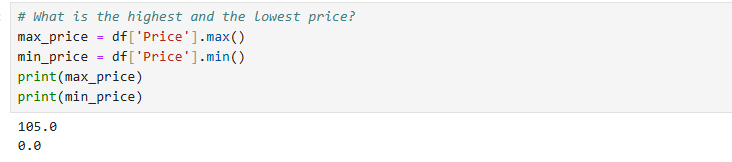 # What is the highest and the lowest price?
max_price = df['Price'].max()
min_price = df['Price'].min()
print(max_price)
print(min_price)
105.0
0.0